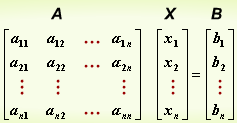 A X B
a₁₁ a₁₂ ... a₁ₙ x₁ b₁
a₂₁ a₂₂ ... a₂ₙ x₂ = b₂
⋮ ⋮ ⋮ ⋮ ⋮
aₙ₁ aₙ₂ ... aₙₙ xₙ bₙ